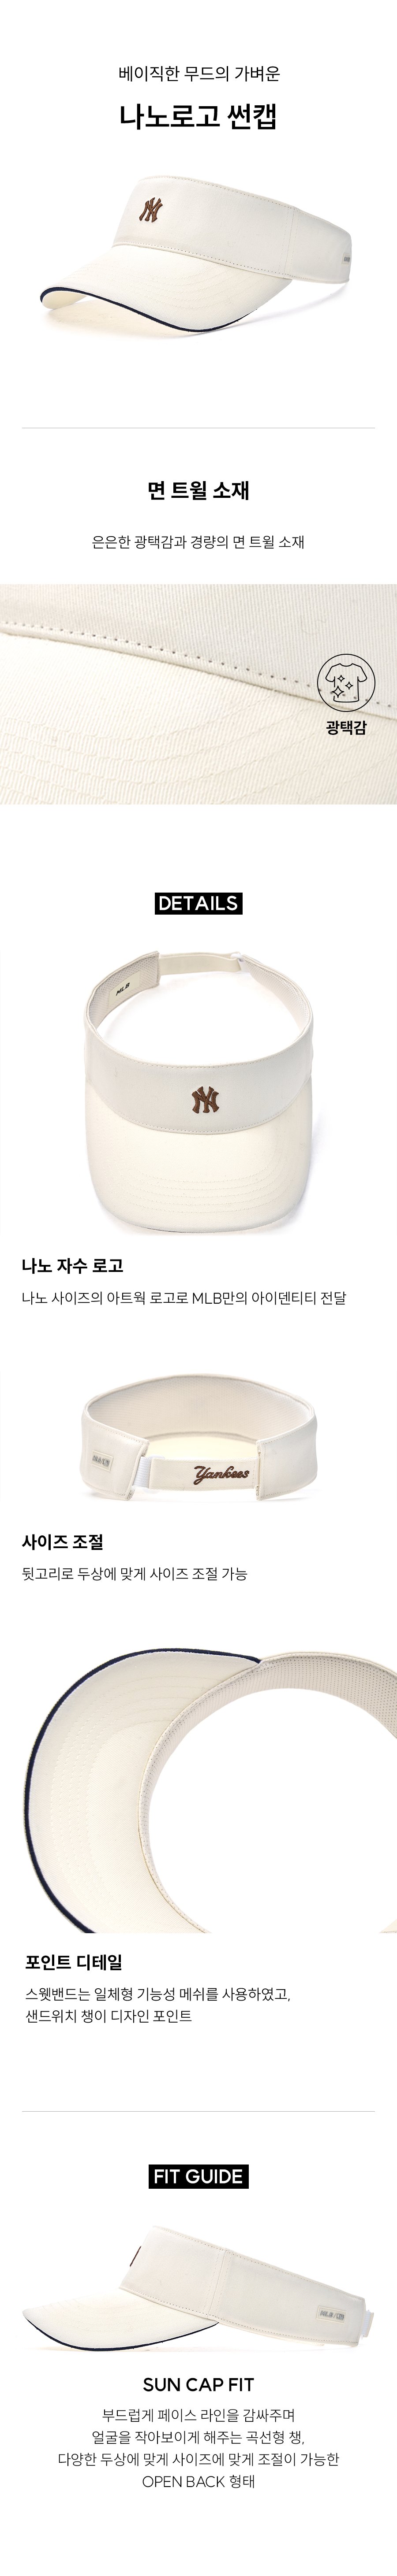 베이직한 무드의 가벼운
나노로고 썬캡
면 트윌 소재
은은한 광택감과 경량의 면 트윌 소재
광택감
DETAILS
MLB
나노 자수 로고
나노 사이즈의 아트웍 로고로 MLB만의 아이덴티티 전달
Yankees
사이즈 조절
뒷고리로 두상에 맞게 사이즈 조절 가능
포인트 디테일
스웻밴드는 일체형 기능성 메쉬를 사용하였고,
샌드위치 챙이 디자인 포인트
FIT GUIDE
SUN CAP FIT
부드럽게 페이스 라인을 감싸주며
얼굴을 작아보이게 해주는 곡선형 챙,
다양한 두상에 맞게 사이즈에 맞게 조절이 가능한
OPEN BACK 형태